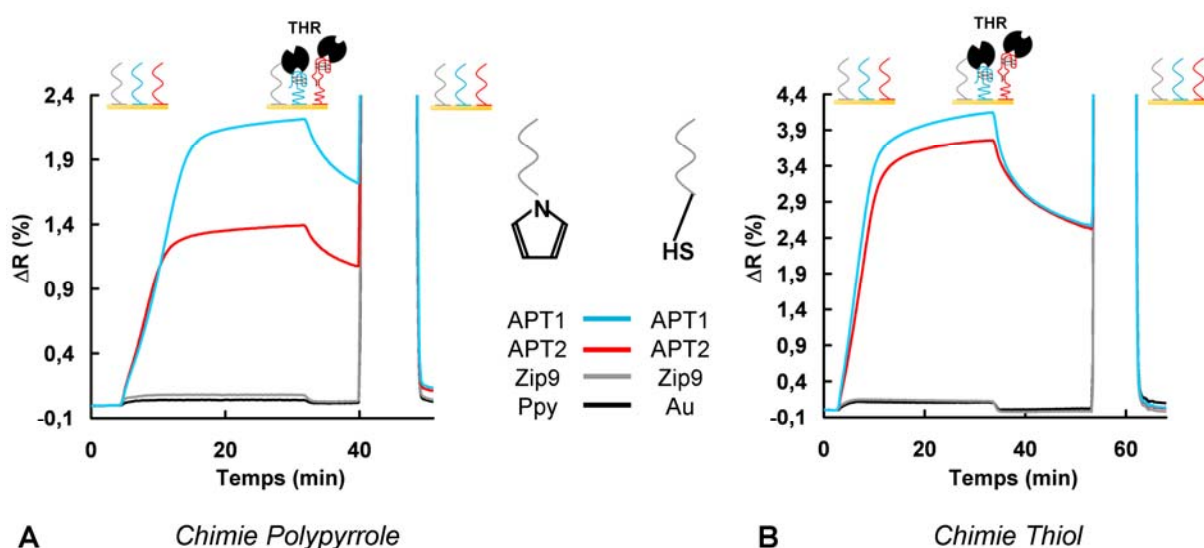 THR
2,4
1,9
1,4
0,9
0,4
-0,1
ΔR (%)
0 20 40
Temps (min)
A Chimie Polypyrrole
N
HS
APT1 APT1
APT2 APT2
Zip9 Zip9
Ppy Au
THR
4,4
3,9
3,4
2,9
2,4
1,9
1,4
0,9
0,4
-0,1
ΔR (%)
0 20 40 60
Temps (min)
B Chimie Thiol